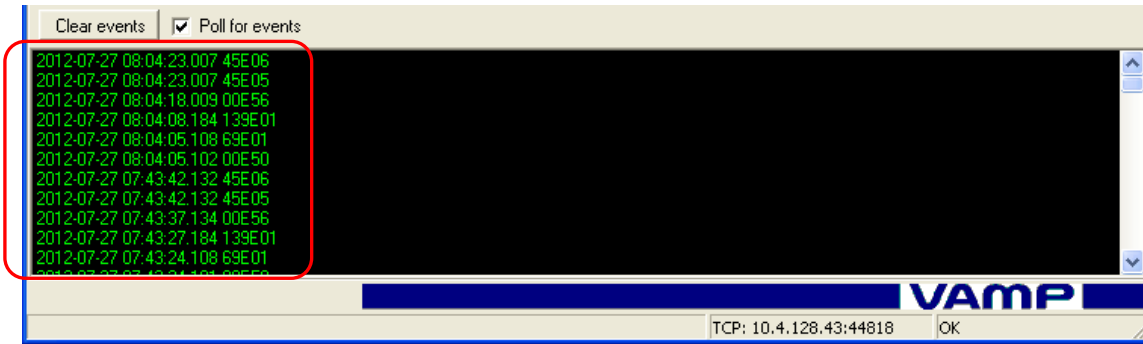 Clear events Poll for events
2012-07-27 08:04:23.007 45E06
2012-07-27 08:04:23.007 45E05
2012-07-27 08:04:18.009 00E56
2012-07-27 08:04:08.184 139E01
2012-07-27 08:04:05.108 69E01
2012-07-27 08:04:05.102 00E50
2012-07-27 07:43:42.132 45E06
2012-07-27 07:43:42.132 45E05
2012-07-27 07:43:37.134 00E56
2012-07-27 07:43:27.184 139E01
2012-07-27 07:43:24.108 69E01
VAMP
TCP: 10.4.128.43:44818 OK